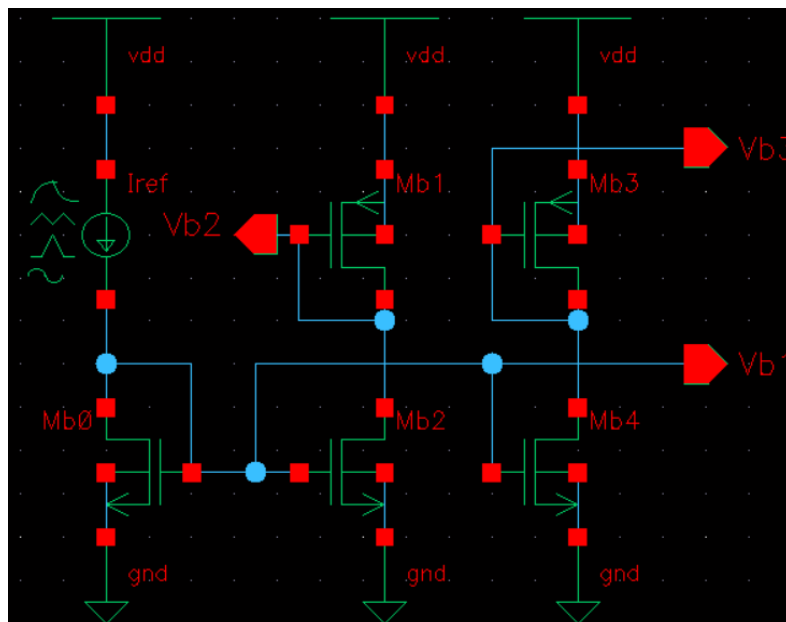 vdd
vdd
vdd
Vb3
Iref
Mb1
Mb3
Vb2
Vb1
Mb0
Mb2
Mb4
gnd
gnd
gnd